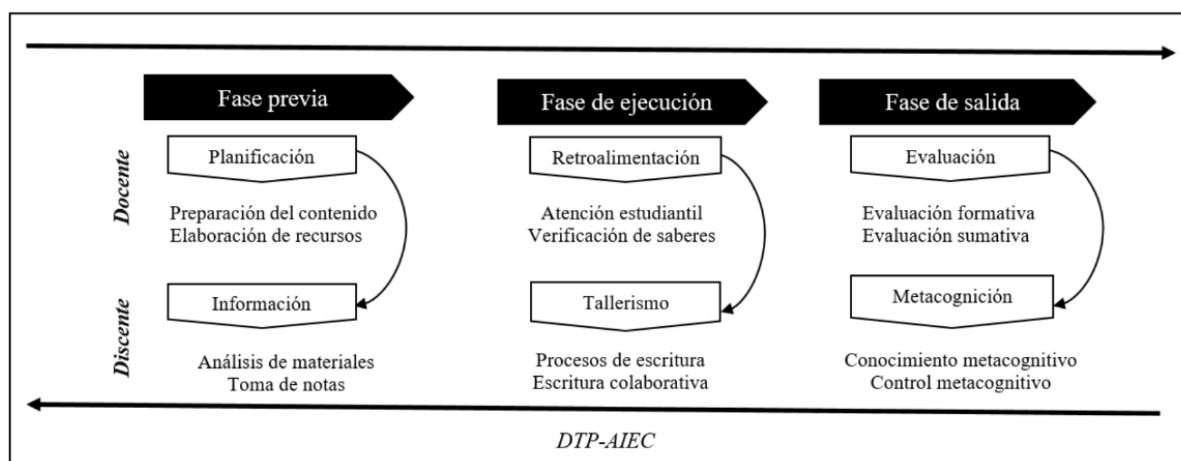 Fase previa
Fase de ejecución
Fase de salida
Docente
Planificación
Retroalimentación
Evaluación
Preparación del contenido
Elaboración de recursos
Atención estudiantil
Verificación de saberes
Evaluación formativa
Evaluación sumativa
Discente
Información
Tallerismo
Metacognición
Análisis de materiales
Toma de notas
Procesos de escritura
Escritura colaborativa
Conocimiento metacognitivo
Control metacognitivo
DTP-AIEC